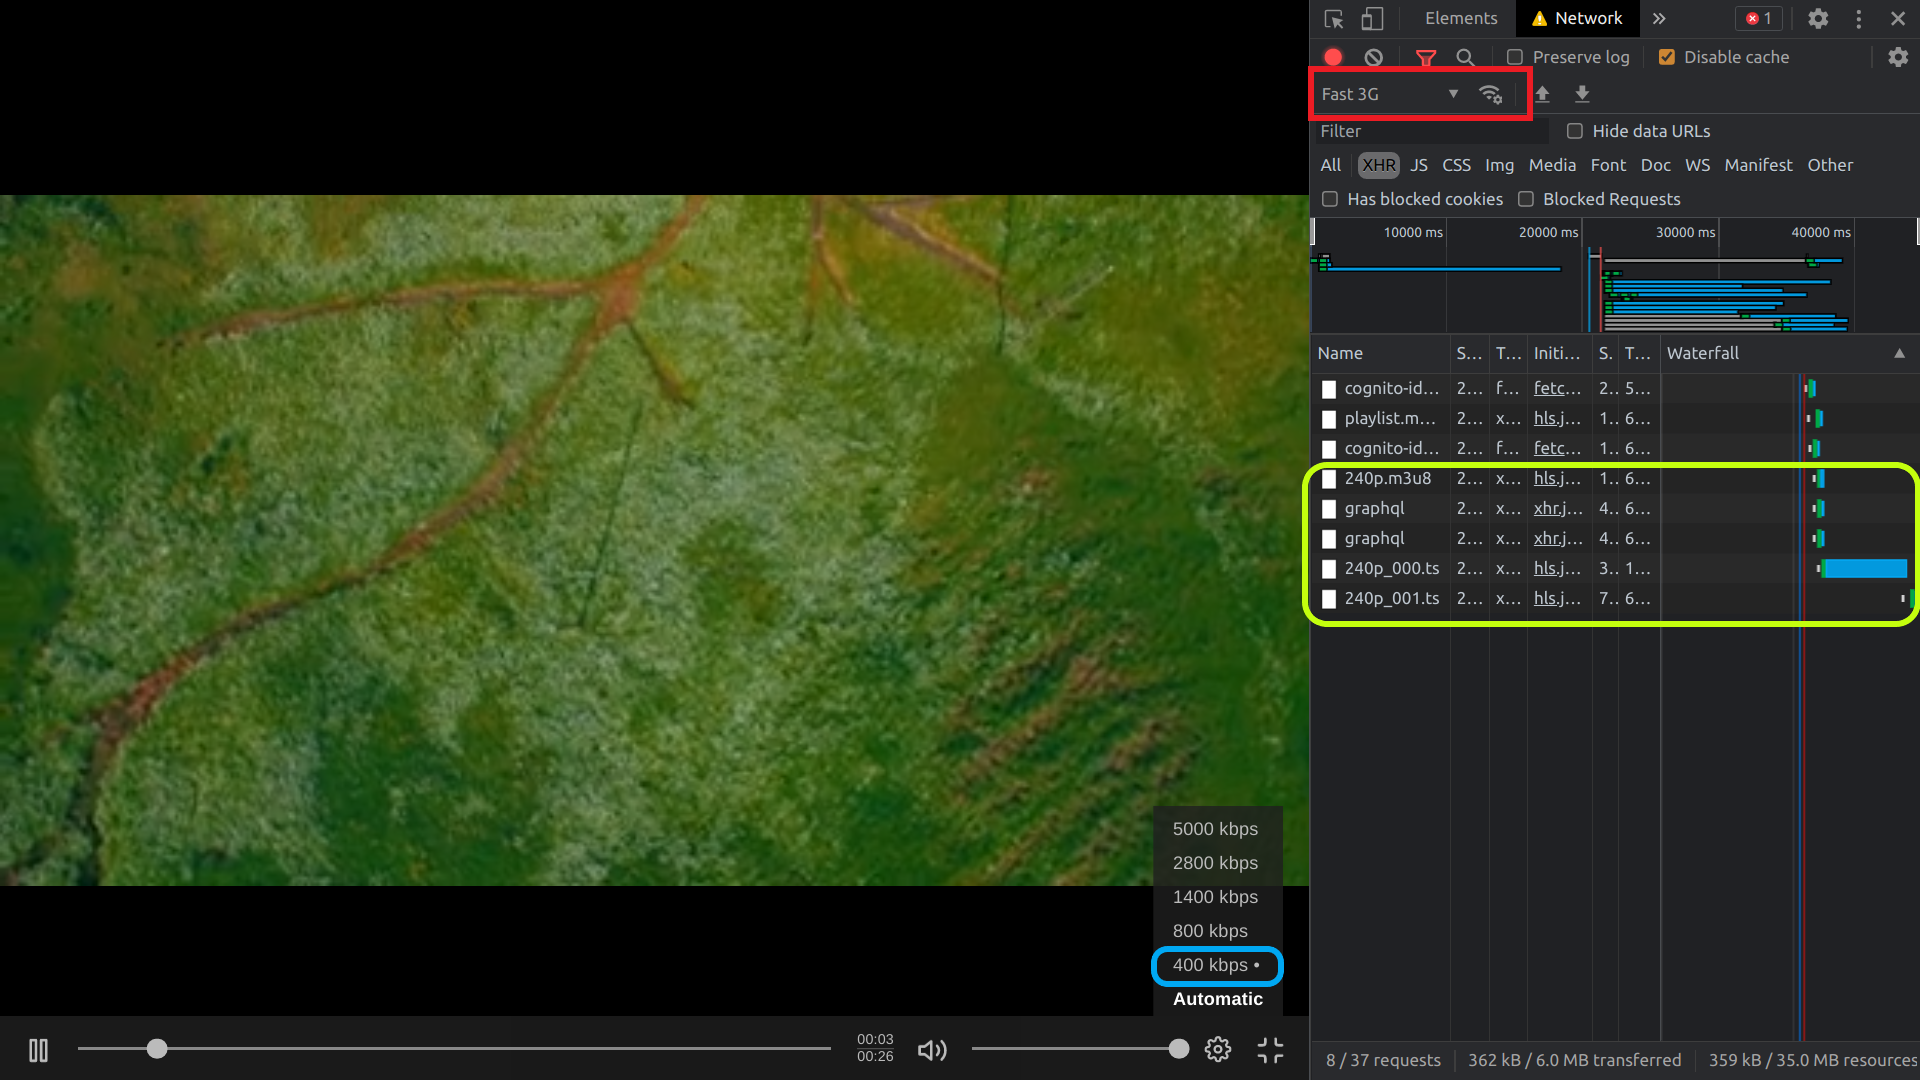 Elements Network 1
Preserve log Disable cache
Fast 3G
Filter Hide data URLs
All XHR JS CSS Img Media Font Doc WS Manifest Other
Has blocked cookies Blocked Requests
10000 ms 20000 ms 30000 ms 40000 ms
Name S... T... Initi... S. T... Waterfall
cognito-id... 2... f... fetc... 2.. 5...
playlist.m... 2... x... hls.j... 1.. 6...
cognito-id... 2... f... fetc... 1.. 6...
240p.m3u8 2... x... hls.j... 1.. 6...
graphql 2... x... xhr.j... 4.. 6...
graphql 2... x... xhr.j... 4.. 6...
240p_000.ts 2... x... hls.j... 3.. 1...
240p_001.ts 2... x... hls.j... 7.. 6...
5000 kbps
2800 kbps
1400 kbps
800 kbps
400 kbps •
Automatic
00:03
00:26
8 / 37 requests 362 kB / 6.0 MB transferred 359 kB / 35.0 MB resources